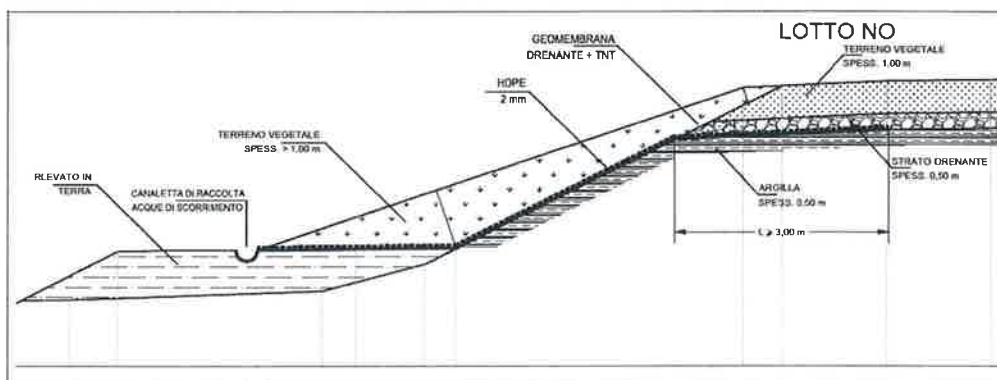 LOTTO NO
GEOMEMBRANA
DRENANTE + TNT
TERRENO VEGETALE
SPESS. 1,00 m
HDPE
2 mm
TERRENO VEGETALE
SPESS > 1,00 m
STRATO DRENANTE
SPESS. 0,50 m
RLEVATO IN
TERRA
CANALETTA DI RACCOLTA
ACQUE DI SCORRIMENTO
ARGILLA
SPESS. 0,50 m
L ≥ 3,00 m